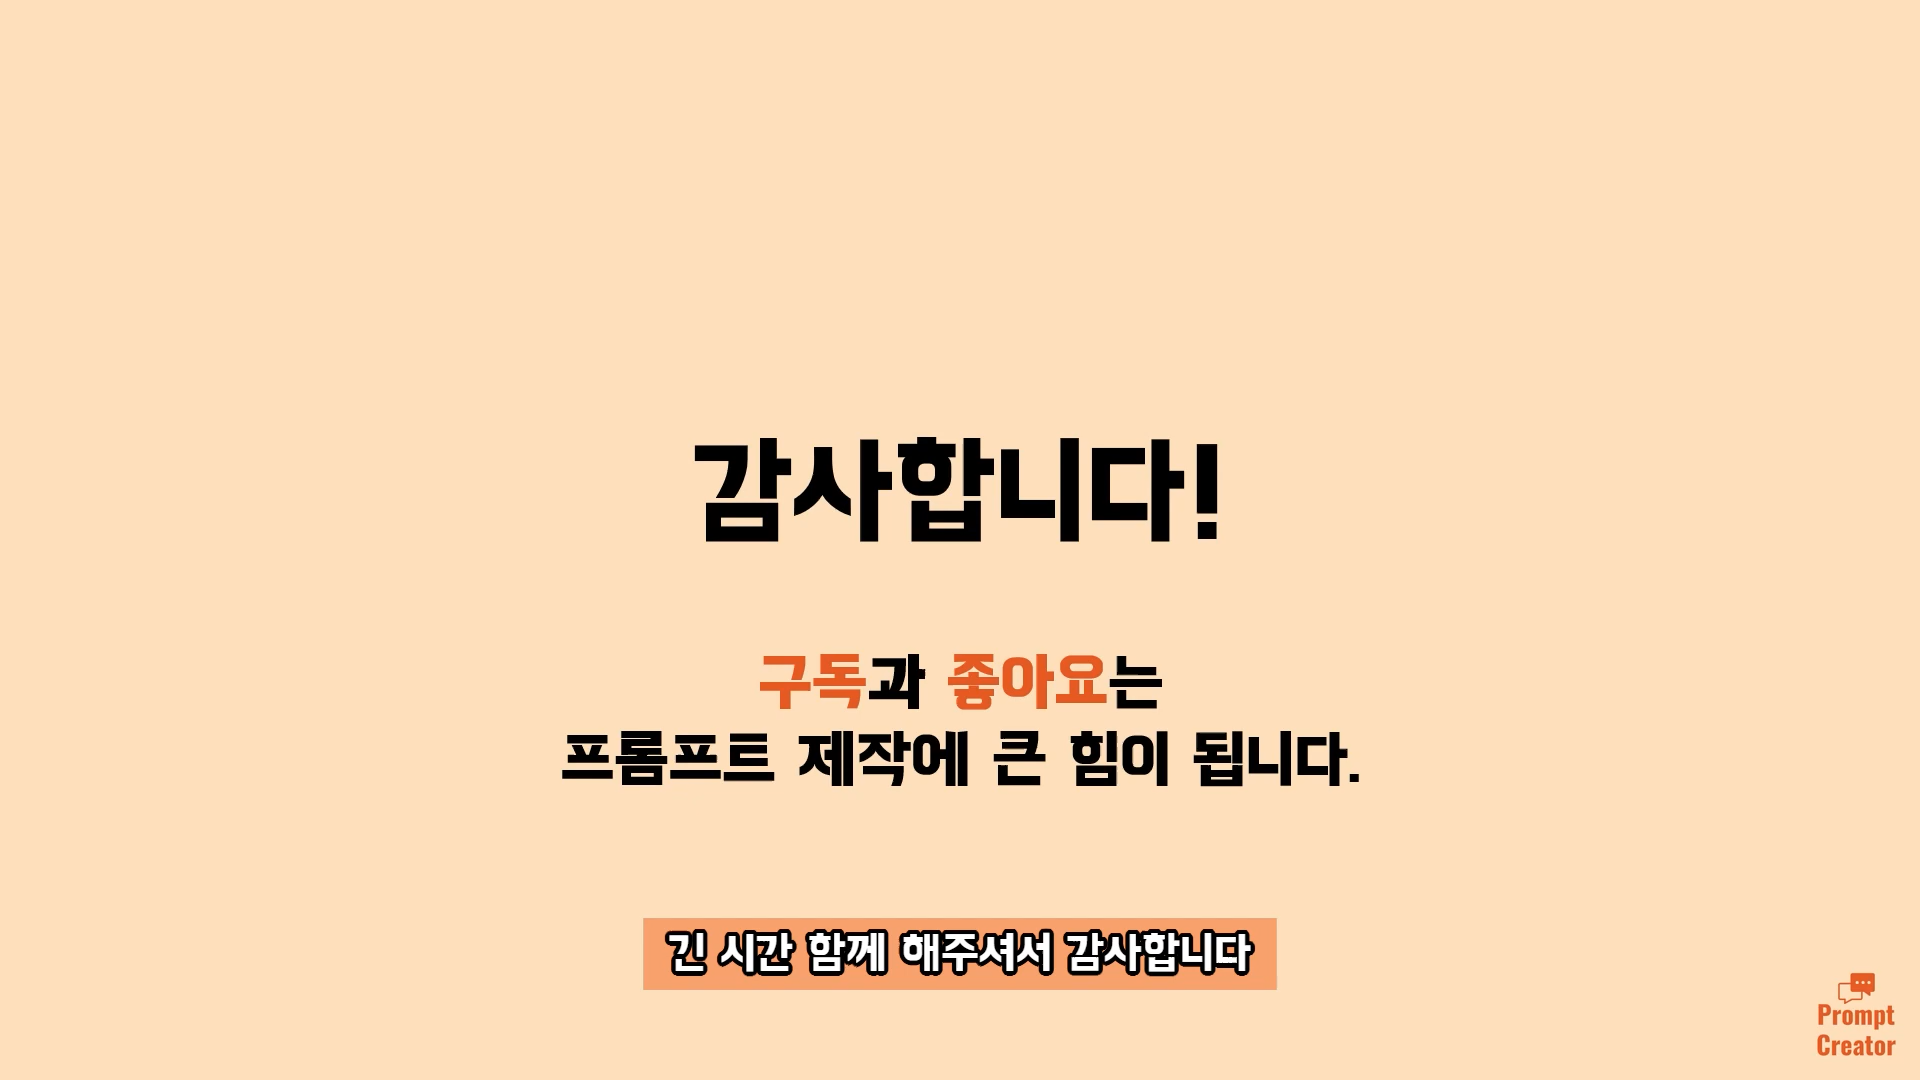 감사합니다!
구독과 좋아요는
프롬프트 제작에 큰 힘이 됩니다.
긴 시간 함께 해주셔서 감사합니다
Prompt
Creator